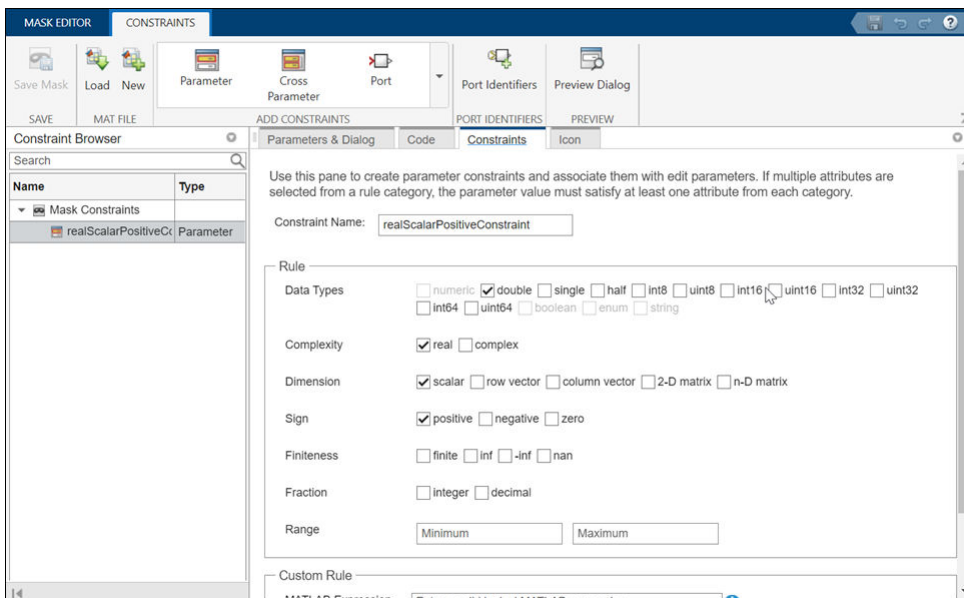 MASK EDITOR CONSTRAINTS
Save Mask Load New Parameter Cross Parameter Port Port Identifiers Preview Dialog
SAVE MAT FILE ADD CONSTRAINTS PORT IDENTIFIERS PREVIEW
Constraint Browser Parameters & Dialog Code Constraints Icon
Search
Name Type
Mask Constraints
realScalarPositiveCo Parameter
Use this pane to create parameter constraints and associate them with edit parameters. If multiple attributes are
selected from a rule category, the parameter value must satisfy at least one attribute from each category.
Constraint Name: realScalarPositiveConstraint
Rule
Data Types numeric double single half int8 uint8 int16 uint16 int32 uint32
int64 uint64 boolean enum string
Complexity real complex
Dimension scalar row vector column vector 2-D matrix n-D matrix
Sign positive negative zero
Finiteness finite inf -inf nan
Fraction integer decimal
Range Minimum Maximum
Custom Rule
MATLAB Expression